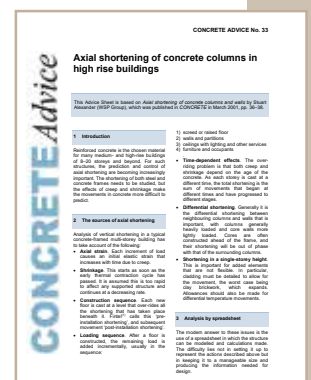 CONCRETE ADVICE No. 33
CONCRETE Advice
Axial shortening of concrete columns in
high rise buildings
This Advice Sheet is based on Axial shortening of concrete columns and walls by Stuart
Alexander (WSP Group), which was published in CONCRETE in March 2001, pp. 36–38.
1 Introduction
Reinforced concrete is the chosen material
for many medium- and high-rise buildings
of 8–20 storeys and beyond. For such
structures, the prediction and control of
axial shortening are becoming increasingly
important. The shortening of both steel and
concrete frames needs to be studied, but
the effects of creep and shrinkage make
the movements in concrete more difficult to
predict.
2 The sources of axial shortening
Analysis of vertical shortening in a typical
concrete-framed multi-storey building has
to take account of the following:
• Axial strain. Each increment of load
causes an initial elastic strain that
increases with time due to creep.
• Shrinkage. This starts as soon as the
early thermal contraction cycle has
passed. It is assumed this is too rapid
to affect any supported structure and
continues at a decreasing rate.
• Construction sequence. Each new
floor is cast at a level that over-rides all
the shortening that has taken place
beneath it. Fintel calls this 'pre-
installation shortening', and subsequent
movement 'post-installation shortening'.
• Loading sequence. After a floor is
constructed, the remaining load is
added incrementally, usually in the
sequence:
1) screed or raised floor
2) walls and partitions
3) ceilings with lighting and other services
4) furniture and occupants
• Time-dependent effects. The over-
riding problem is that both creep and
shrinkage depend on the age of the
concrete. As each storey is cast at a
different time, the total shortening is the
sum of movements that began at
different times and have progressed to
different stages.
• Differential shortening. Generally it is
the differential shortening between
neighbouring columns and walls that is
important, with columns generally
heavily loaded and core walls more
lightly loaded. Cores are often
constructed ahead of the frame, and
their shortening will be out of phase
with that of the surrounding columns.
• Shortening in a single-storey height.
This is important for added elements
that are not flexible. In particular,
cladding must be detailed to allow for
the movement, the worst case being
clay brickwork, which expands.
Allowances should also be made for
differential temperature movements.
3 Analysis by spreadsheet
The modern answer to these issues is the
use of a spreadsheet in which the structure
can be modelled and calculations made.
The difficulty lies not in setting it up to
represent the actions described above but
in keeping it to a manageable size and
producing the information needed for
design.